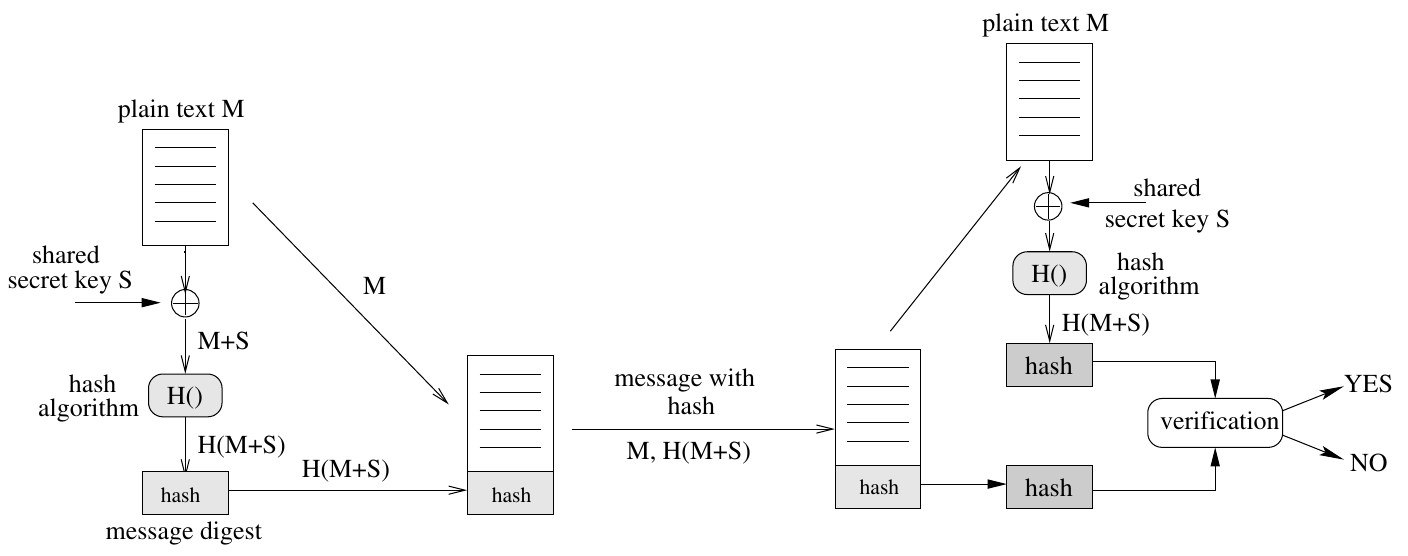 plain text M
shared
secret key S
M+S
hash
algorithm
H()
H(M+S)
hash
message digest
M
H(M+S)
hash
message with
hash
M, H(M+S)
hash
plain text M
shared
secret key S
H()
hash
algorithm
H(M+S)
hash
hash
verification
YES
NO